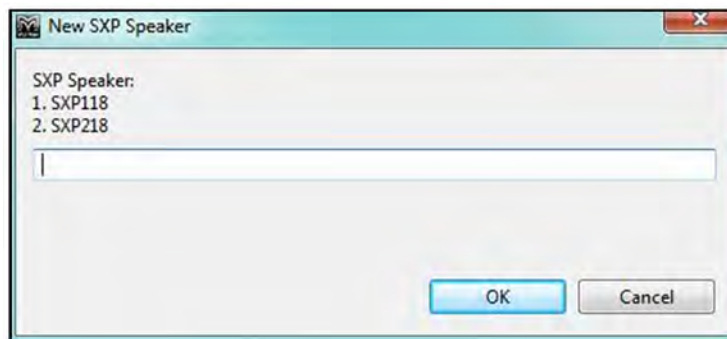 New SXP Speaker
SXP Speaker:
1. SXP118
2. SXP218
OK Cancel